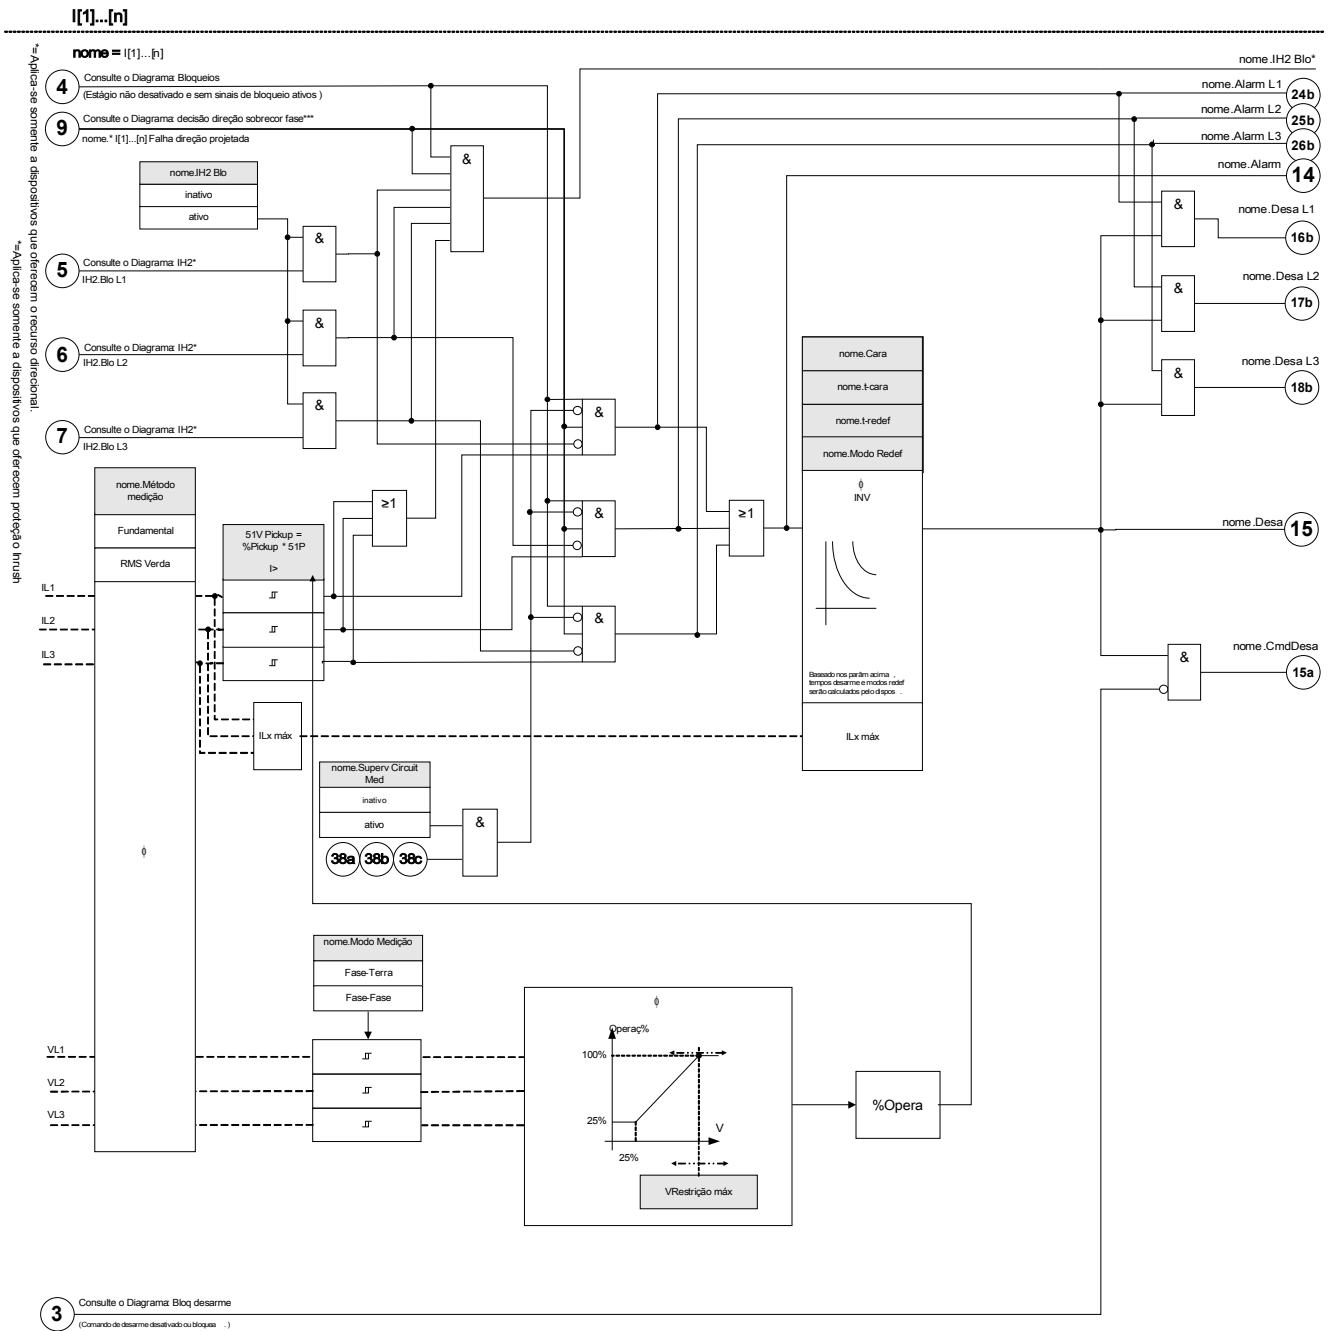 I[1]...[n]
nome = I[1]...[n]
*=Aplica-se somente a dispositivos que oferecem o recurso direcional.
*=Aplica-se somente a dispositivos que oferecem proteção Inrush
4
Consulte o Diagrama: Bloqueios
(Estágio não desativado e sem sinais de bloqueio ativos )
9
Consulte o Diagrama: decisão direção sobrecor fase***
nome.* I[1]...[n] Falha direção projetada
nome.IH2 Blo
inativo
ativo
5
Consulte o Diagrama: IH2*
IH2.Blo L1
6
Consulte o Diagrama: IH2*
IH2.Blo L2
7
Consulte o Diagrama: IH2*
IH2.Blo L3
&
&
&
&
nome.IH2 Blo*
nome.Alarm L1
24b
nome.Alarm L2
25b
nome.Alarm L3
26b
nome.Alarm
14
&
nome.Desa L1
16b
&
nome.Desa L2
17b
&
nome.Desa L3
18b
nome.Método
medição
Fundamental
RMS Verda
ϕ
51V Pickup =
%Pickup * 51P
I>
IL1
IL2
IL3
≥1
&
&
&
≥1
ILx máx
nome.Cara
nome.t-cara
nome.t-redef
nome.Modo Redef
ϕ
INV
Baseado nos parâm acima ,
tempos desarme e modos redef
serão calculados pelo dispos .
ILx máx
nome.Desa
15
&
nome.CmdDesa
15a
nome.Superv Circuit
Med
inativo
ativo
&
38a
38b
38c
nome.Modo Medição
Fase-Terra
Fase-Fase
VL1
VL2
VL3
ϕ
Operaç%
100%
25%
V
25%
VRestrição máx
%Opera
3
Consulte o Diagrama: Bloq desarme
(Comando de desarme desativado ou bloquea . )